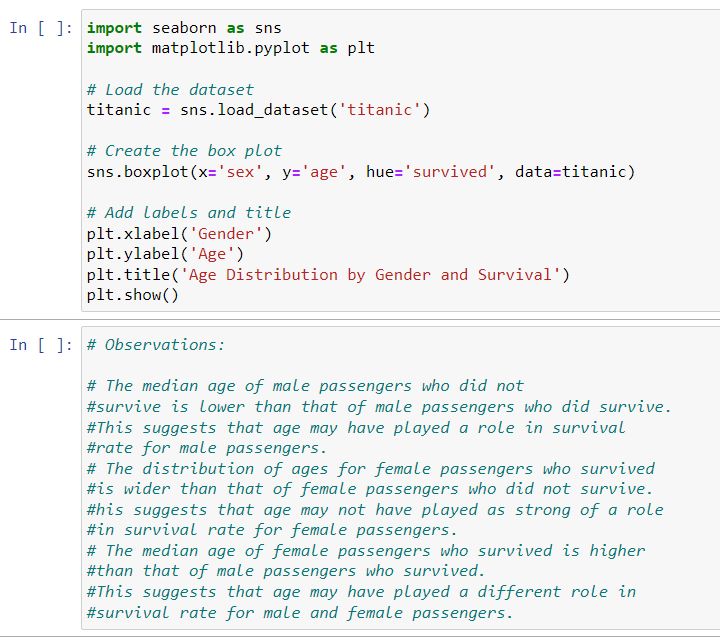 In [ ]: import seaborn as sns
import matplotlib.pyplot as plt
# Load the dataset
titanic = sns.load_dataset('titanic')
# Create the box plot
sns.boxplot(x='sex', y='age', hue='survived', data=titanic)
# Add labels and title
plt.xlabel('Gender')
plt.ylabel('Age')
plt.title('Age Distribution by Gender and Survival')
plt.show()
In [ ]: # Observations:
# The median age of male passengers who did not
#survive is lower than that of male passengers who did survive.
#This suggests that age may have played a role in survival
#rate for male passengers.
# The distribution of ages for female passengers who survived
#is wider than that of female passengers who did not survive.
#his suggests that age may not have played as strong of a role
#in survival rate for female passengers.
# The median age of female passengers who survived is higher
#than that of male passengers who survived.
#This suggests that age may have played a different role in
#survival rate for male and female passengers.